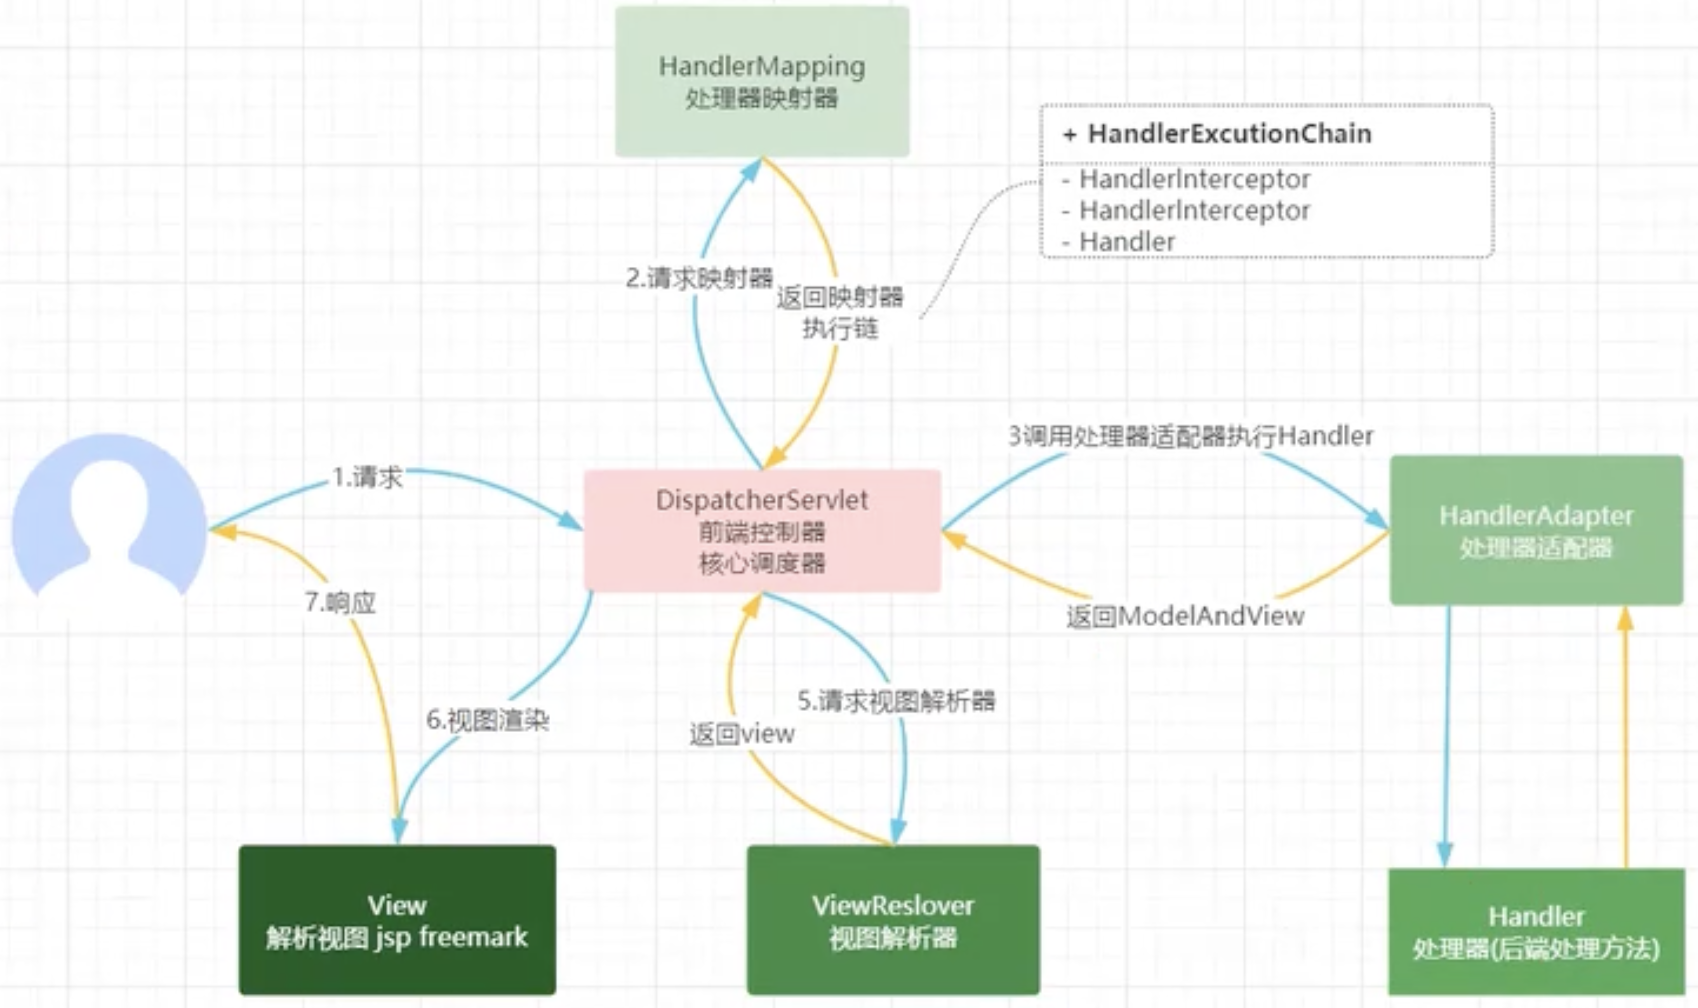 HandlerMapping
处理器映射器
+ HandlerExcutionChain
- HandlerInterceptor
- HandlerInterceptor
- Handler
2.请求映射器
返回映射器
执行链
3调用处理器适配器执行Handler
1.请求
DispatcherServlet
前端控制器
核心调度器
HandlerAdapter
处理器适配器
7.响应
返回ModelAndView
5.请求视图解析器
6.视图渲染
返回view
View
解析视图 jsp freemark
ViewReslover
视图解析器
Handler
处理器(后端处理方法)